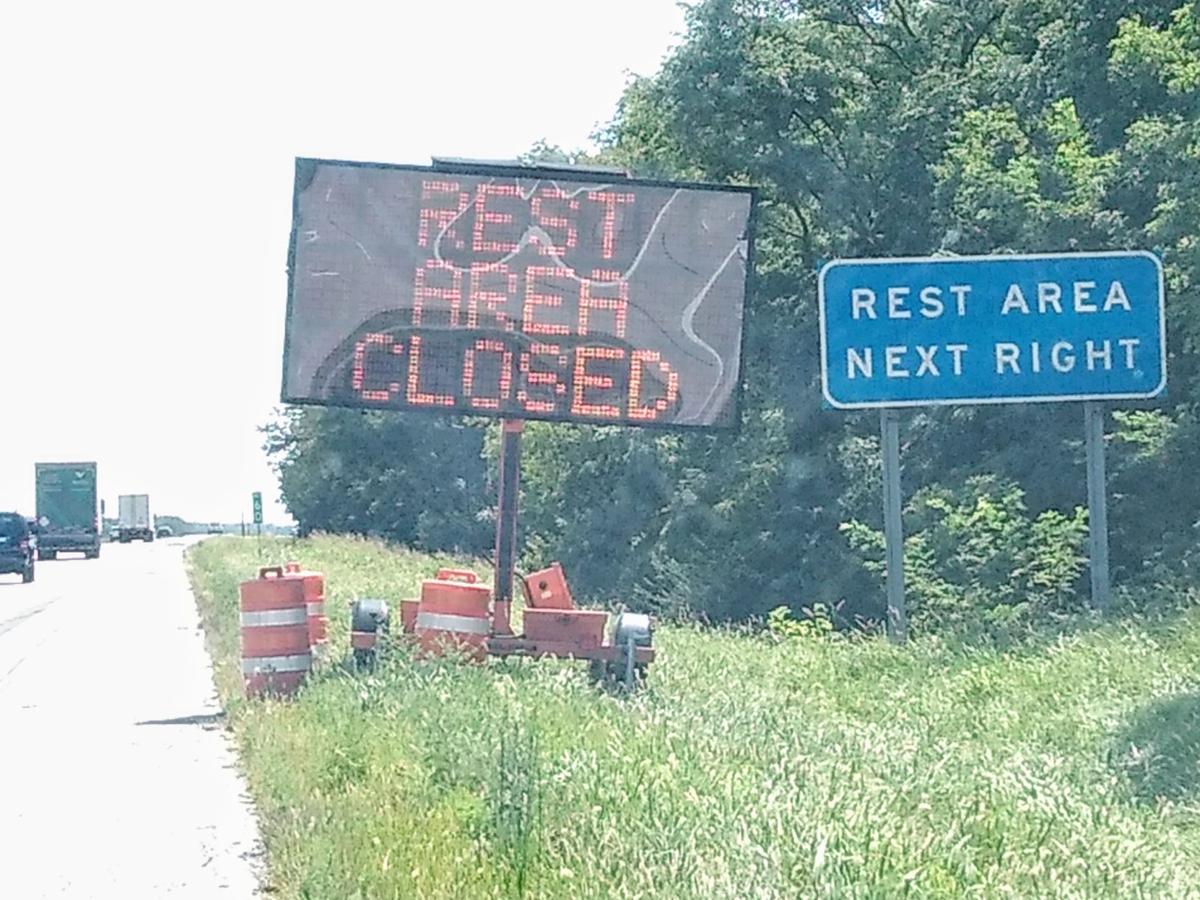 REST
AREA
CLOSED
REST AREA
NEXT RIGHT